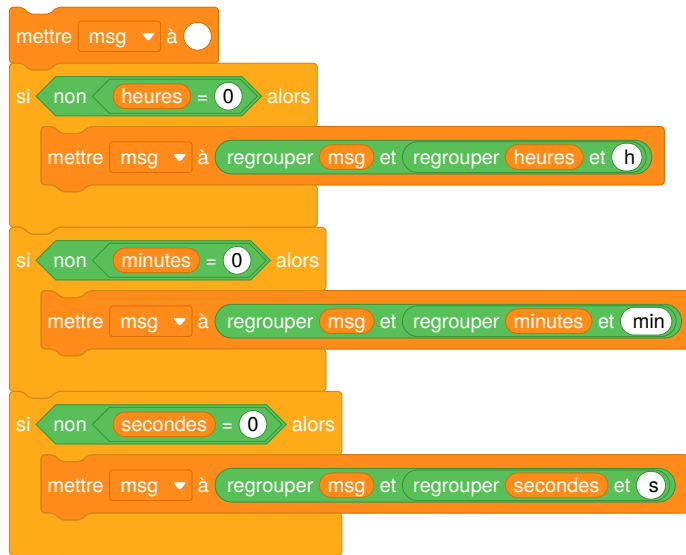 mettre msg à
si non heures = 0 alors
mettre msg à regrouper msg et regrouper heures et h
si non minutes = 0 alors
mettre msg à regrouper msg et regrouper minutes et min
si non secondes = 0 alors
mettre msg à regrouper msg et regrouper secondes et s